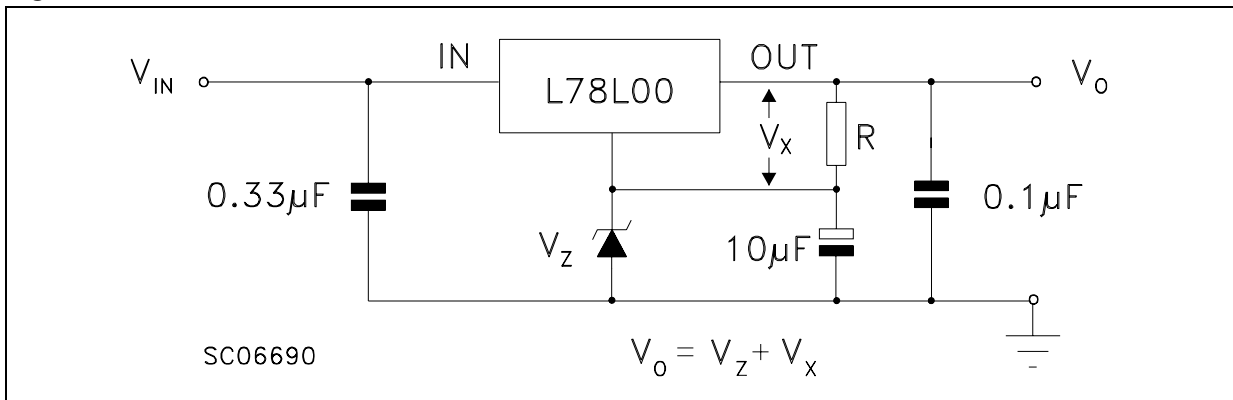 IN
OUT
V_IN
L78L00
V_O
V_X
R
0.33µF
0.1µF
V_Z
10µF
SC06690
V_O = V_Z + V_X